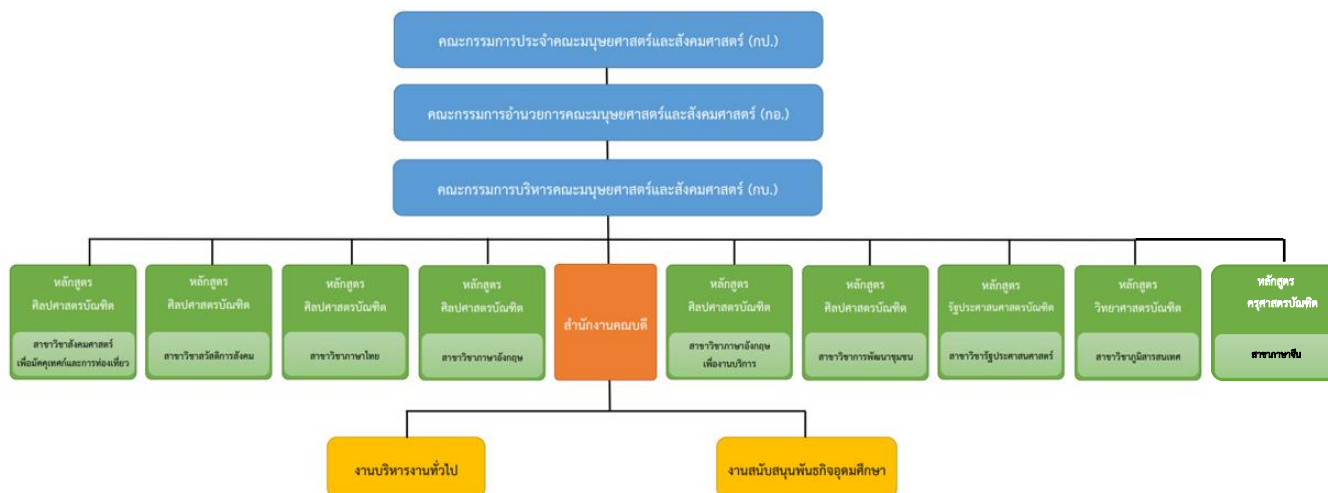 คณะกรรมการประจำคณะมนุษยศาสตร์และสังคมศาสตร์ (กป.)
คณะกรรมการอำนวยการคณะมนุษยศาสตร์และสังคมศาสตร์ (กอ.)
คณะกรรมการบริหารคณะมนุษยศาสตร์และสังคมศาสตร์ (กบ.)
หลักสูตร
ศิลปศาสตรบัณฑิต
สาขาวิชาสังคมศาสตร์
เพื่อมัคคุเทศก์และการท่องเที่ยว
หลักสูตร
ศิลปศาสตรบัณฑิต
สาขาวิชาสวัสดิการสังคม
หลักสูตร
ศิลปศาสตรบัณฑิต
สาขาวิชาภาษาไทย
หลักสูตร
ศิลปศาสตรบัณฑิต
สาขาวิชาภาษาอังกฤษ
สำนักงานคณบดี
หลักสูตร
ศิลปศาสตรบัณฑิต
สาขาวิชาภาษาอังกฤษ
เพื่องานบริการ
หลักสูตร
ศิลปศาสตรบัณฑิต
สาขาวิชาการพัฒนาชุมชน
หลักสูตร
รัฐประศาสนศาสตรบัณฑิต
สาขาวิชารัฐประศาสนศาสตร์
หลักสูตร
วิทยาศาสตรบัณฑิต
สาขาวิชาภูมิสารสนเทศ
หลักสูตร
ครุศาสตรบัณฑิต
สาขาภาษาจีน
งานบริหารงานทั่วไป
งานสนับสนุนพันธกิจอุดมศึกษา